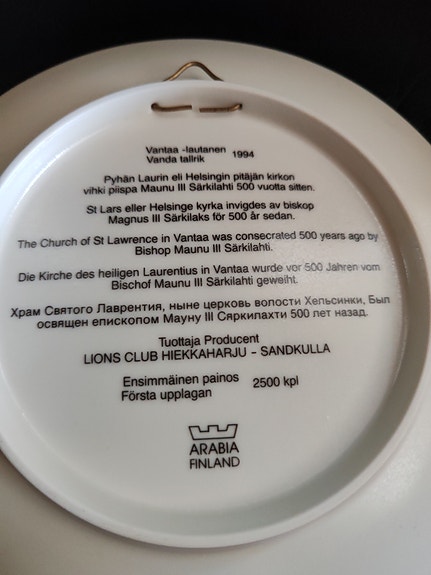 Vantaa -lautanen
Vanda tallrik 1994
Pyhän Laurin eli Helsingin pitäjän kirkon
vihki piispa Maunu III Särkilahti 500 vuotta sitten.
St Lars eller Helsinge kyrka invigdes av biskop
Magnus III Särkilaks för 500 år sedan.
The Church of St Lawrence in Vantaa was consecrated 500 years ago by
Bishop Maunu III Särkilahti.
Die Kirche des heiligen Laurentius in Vantaa wurde vor 500 Jahren vom
Bischof Maunu III Särkilahti geweiht.
Храм Святого Лаврентия, ныне церковь волости Хельсинки, Был
освящен епископом Мауну III Сяркилахти 500 лет назад.
Tuottaja Producent
LIONS CLUB HIEKKAHARJU - SANDKULLA
Ensimmäinen painos 2500 kpl
Första upplagan
ARABIA
FINLAND